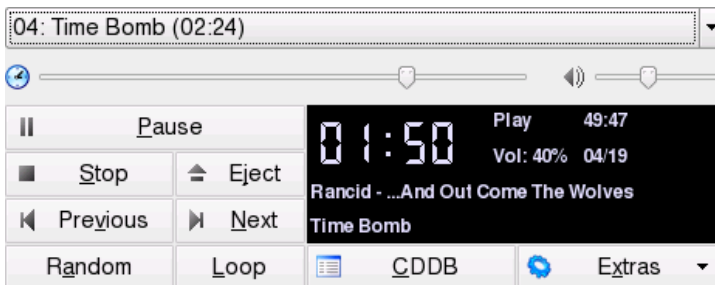 04: Time Bomb (02:24)
Pause
Stop
Eject
Previous
Next
Random
Loop
01:50
Play 49:47
Vol: 40% 04/19
Rancid - ...And Out Come The Wolves
Time Bomb
CDDB
Extras